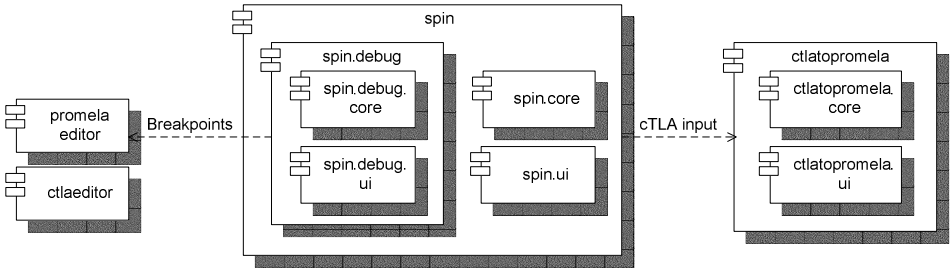 spin
spin.debug
spin.debug.
core
spin.debug.
ui
spin.core
spin.ui
promela
editor
ctlaeditor
Breakpoints
cTLA input
ctlatopromela
ctlatopromela.
core
ctlatopromela.
ui